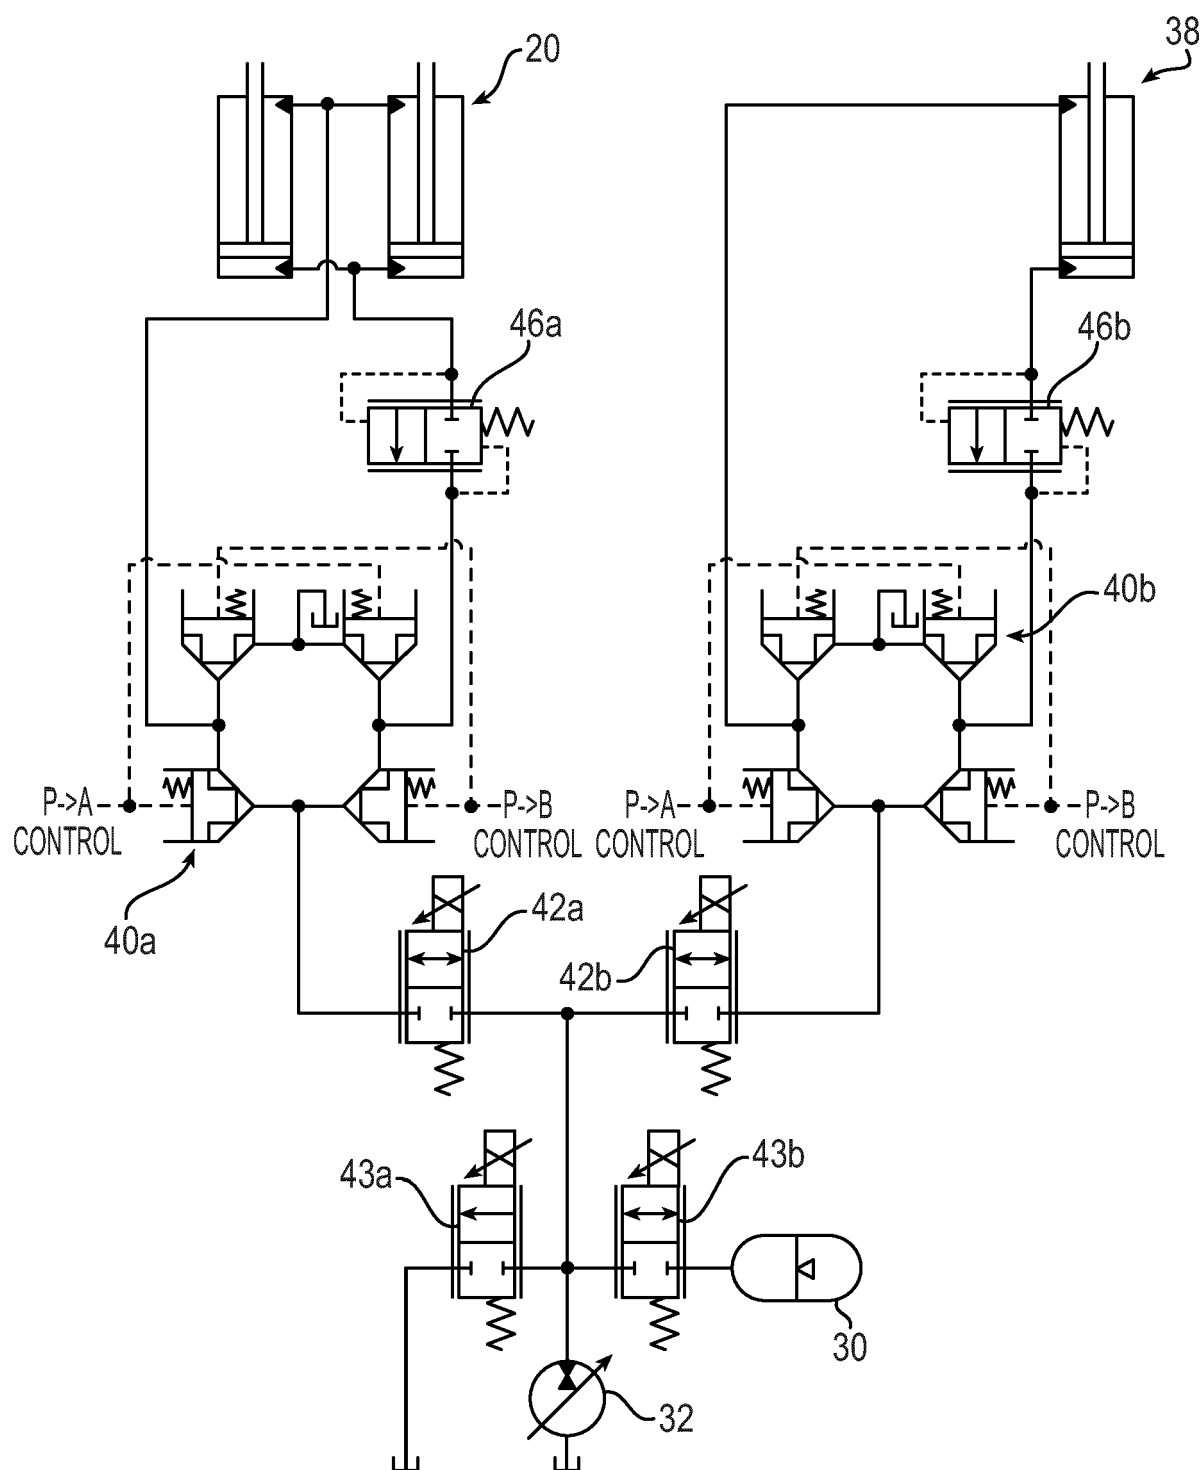 20
38
46a
46b
40b
P->A
CONTROL
P->B
CONTROL
P->A
CONTROL
P->B
CONTROL
40a
42a
42b
43a
43b
30
32